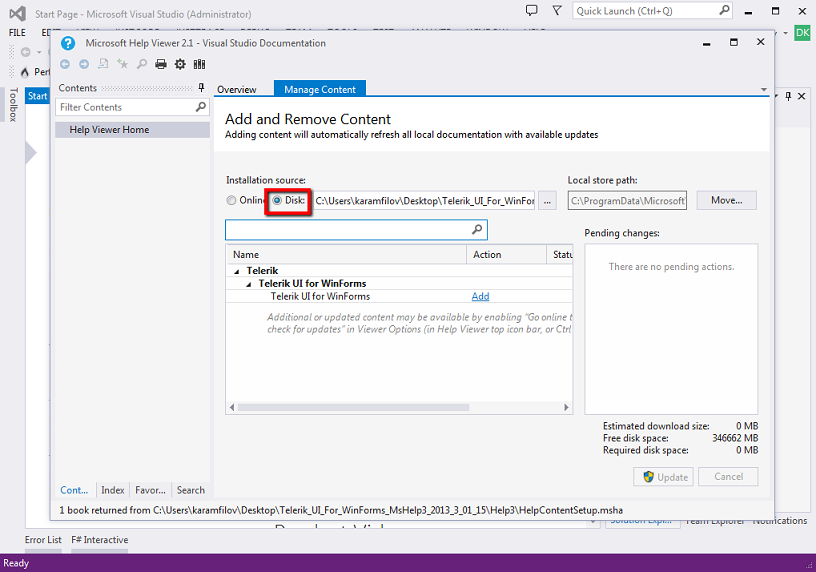 Start Page - Microsoft Visual Studio (Administrator)
Quick Launch (Ctrl+Q)
FILE
DK
Microsoft Help Viewer 2.1 - Visual Studio Documentation
Toolbox
Start
Contents
Filter Contents
Help Viewer Home
Overview
Manage Content
Add and Remove Content
Adding content will automatically refresh all local documentation with available updates
Installation source:
Online
Disk:
C:\Users\karamfilov\Desktop\Telerik_UI_For_WinFor
...
Local store path:
C:\ProgramData\Microsoft
Move...
Name
Action
Statu
Telerik
Telerik UI for WinForms
Telerik UI for WinForms
Add
Additional or updated content may be available by enabling "Go online t
check for updates" in Viewer Options (in Help Viewer top icon bar, or Ctrl
Pending changes:
There are no pending actions.
Estimated download size: 0 MB
Free disk space: 346662 MB
Required disk space: 0 MB
Update
Cancel
Cont...
Index
Favor...
Search
1 book returned from C:\Users\karamfilov\Desktop\Telerik_UI_For_WinForms_MsHelp3_2013_3_01_15\Help3\HelpContentSetup.msha
Solution Expl...
Team Explorer
Notifications
Error List
F# Interactive
Ready